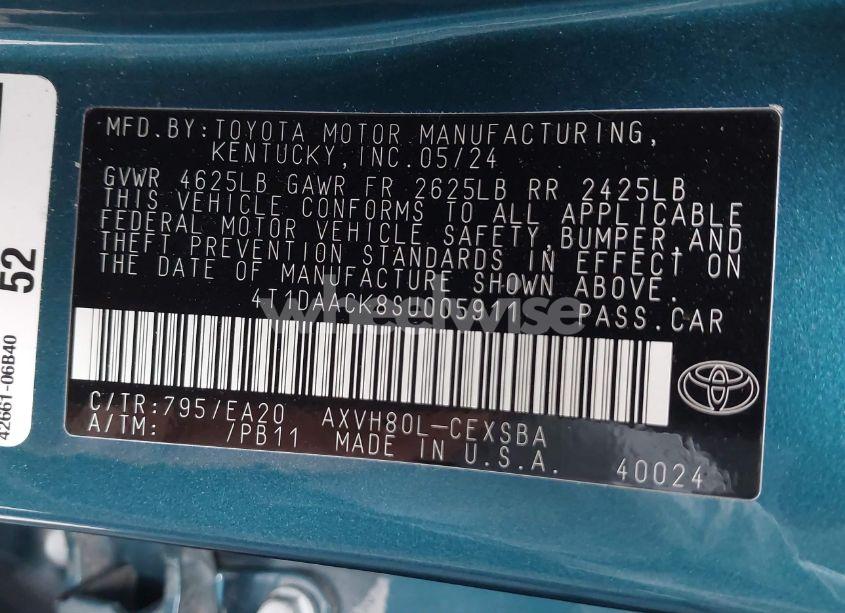 MFD.BY:TOYOTA MOTOR MANUFACTURING,
KENTUCKY,INC.05/24
GVWR 4625LB GAWR FR 2625LB RR 2425LB
THIS VEHICLE CONFORMS TO ALL APPLICABLE
FEDERAL MOTOR VEHICLE SAFETY,BUMPER,AND
THEFT PREVENTION STANDARDS IN EFFECT ON
THE DATE OF MANUFACTURE SHOWN ABOVE.
4T1DAACK8SU005911 PASS.CAR
wheelwise
C/TR:795/EA20 AXVH80L-CEXSBA
A/TM: /PB11 MADE IN U.S.A. 40024
52
42661-06B40